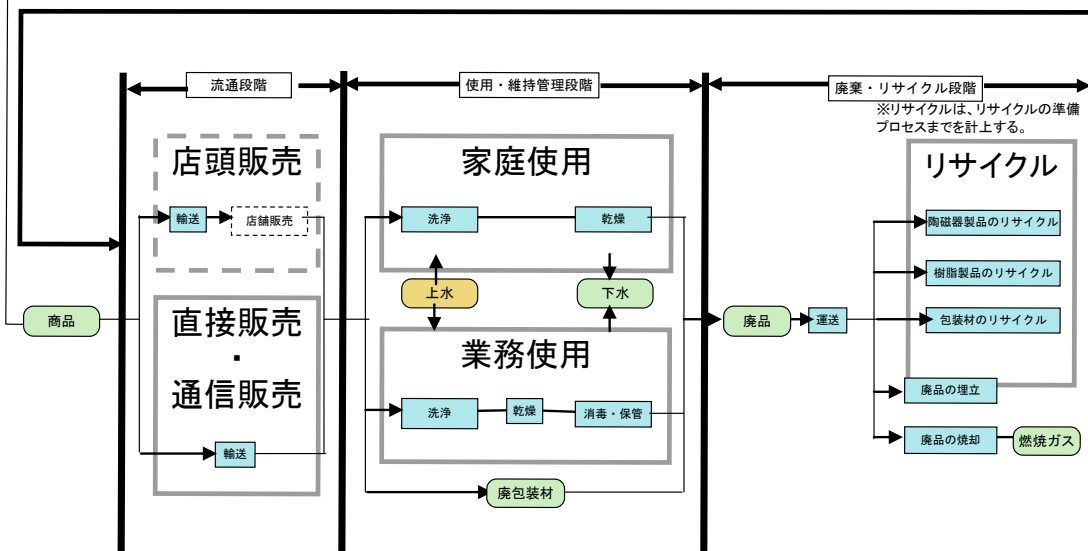 流通段階
使用・維持管理段階
廃棄・リサイクル段階
※リサイクルは、リサイクルの準備
プロセスまでを計上する。
店頭販売
輸送
店舗販売
商品
直接販売
・
通信販売
輸送
家庭使用
洗浄
乾燥
上水
下水
業務使用
洗浄
乾燥
消毒・保管
廃包装材
廃品
運送
リサイクル
陶磁器製品のリサイクル
樹脂製品のリサイクル
包装材のリサイクル
廃品の埋立
廃品の焼却
燃焼ガス